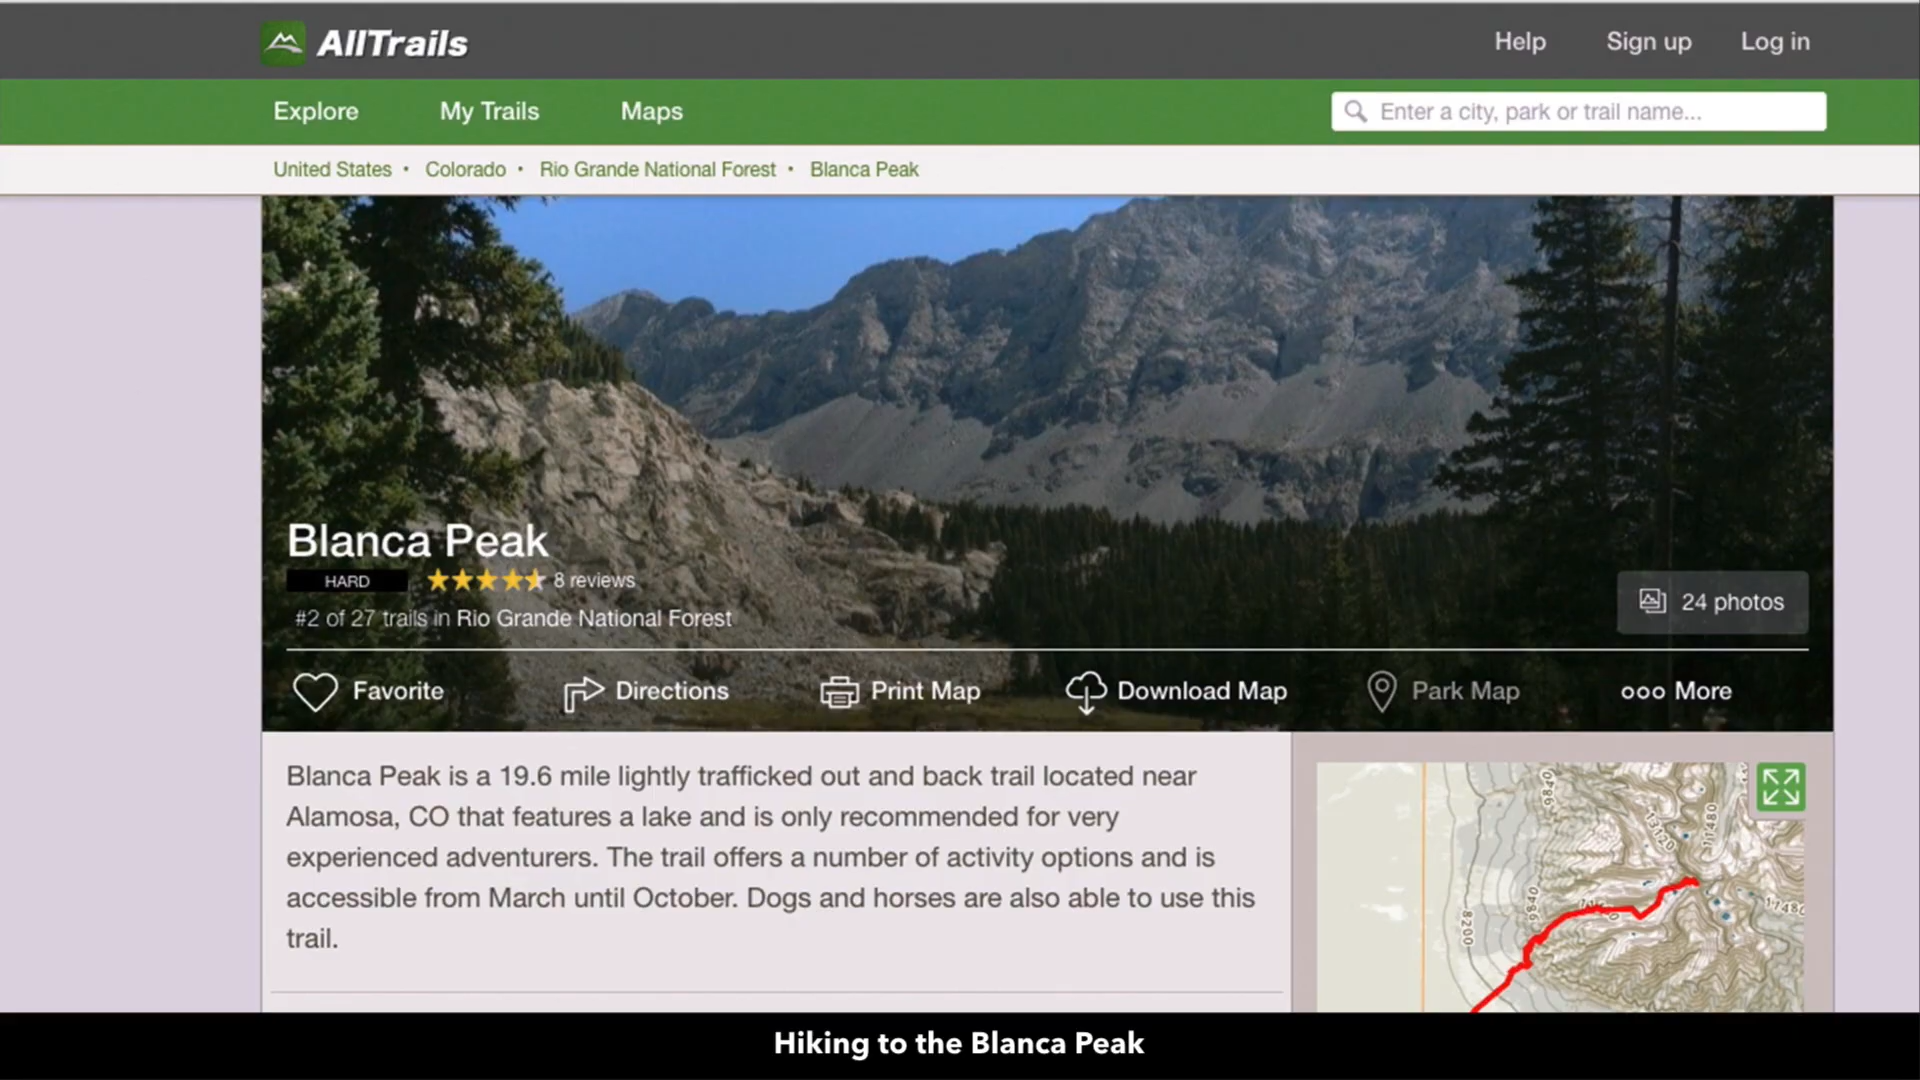 AllTrails
Help
Sign up
Log in
Explore
My Trails
Maps
Enter a city, park or trail name...
United States • Colorado • Rio Grande National Forest • Blanca Peak
Blanca Peak
HARD
8 reviews
#2 of 27 trails in Rio Grande National Forest
24 photos
Favorite
Directions
Print Map
Download Map
Park Map
More
Blanca Peak is a 19.6 mile lightly trafficked out and back trail located near
Alamosa, CO that features a lake and is only recommended for very
experienced adventurers. The trail offers a number of activity options and is
accessible from March until October. Dogs and horses are also able to use this
trail.
9840
13120
11480
9840
8200
Hiking to the Blanca Peak